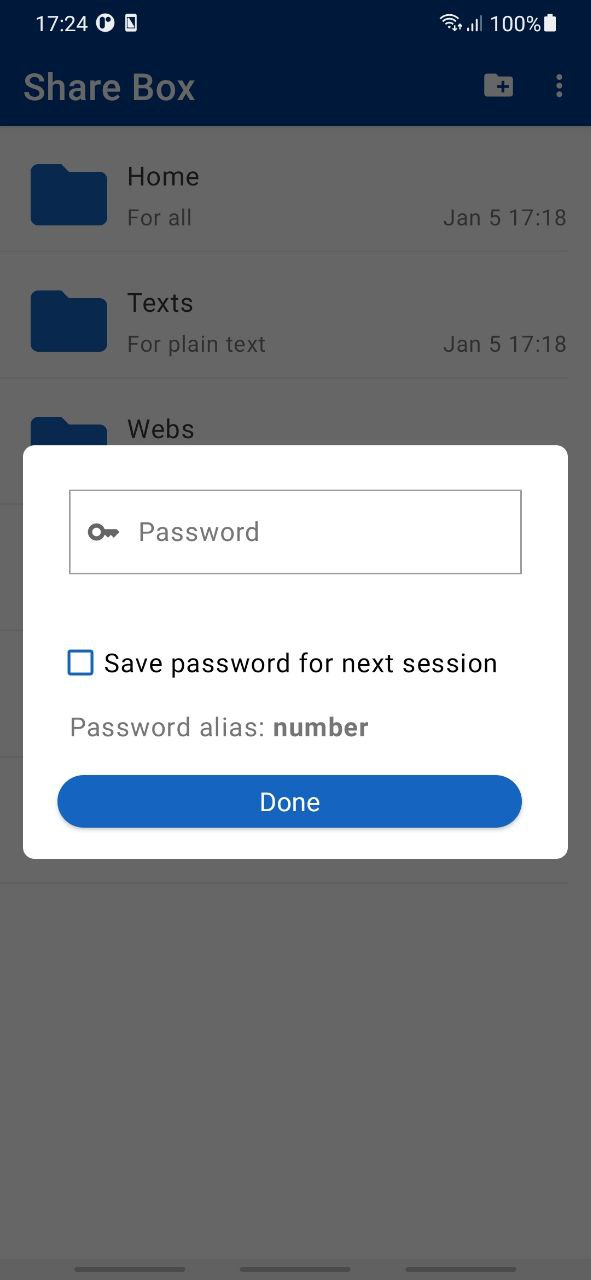 17:24 100%
Share Box
Home
For all Jan 5 17:18
Texts
For plain text Jan 5 17:18
Webs
Password
Save password for next session
Password alias: number
Done